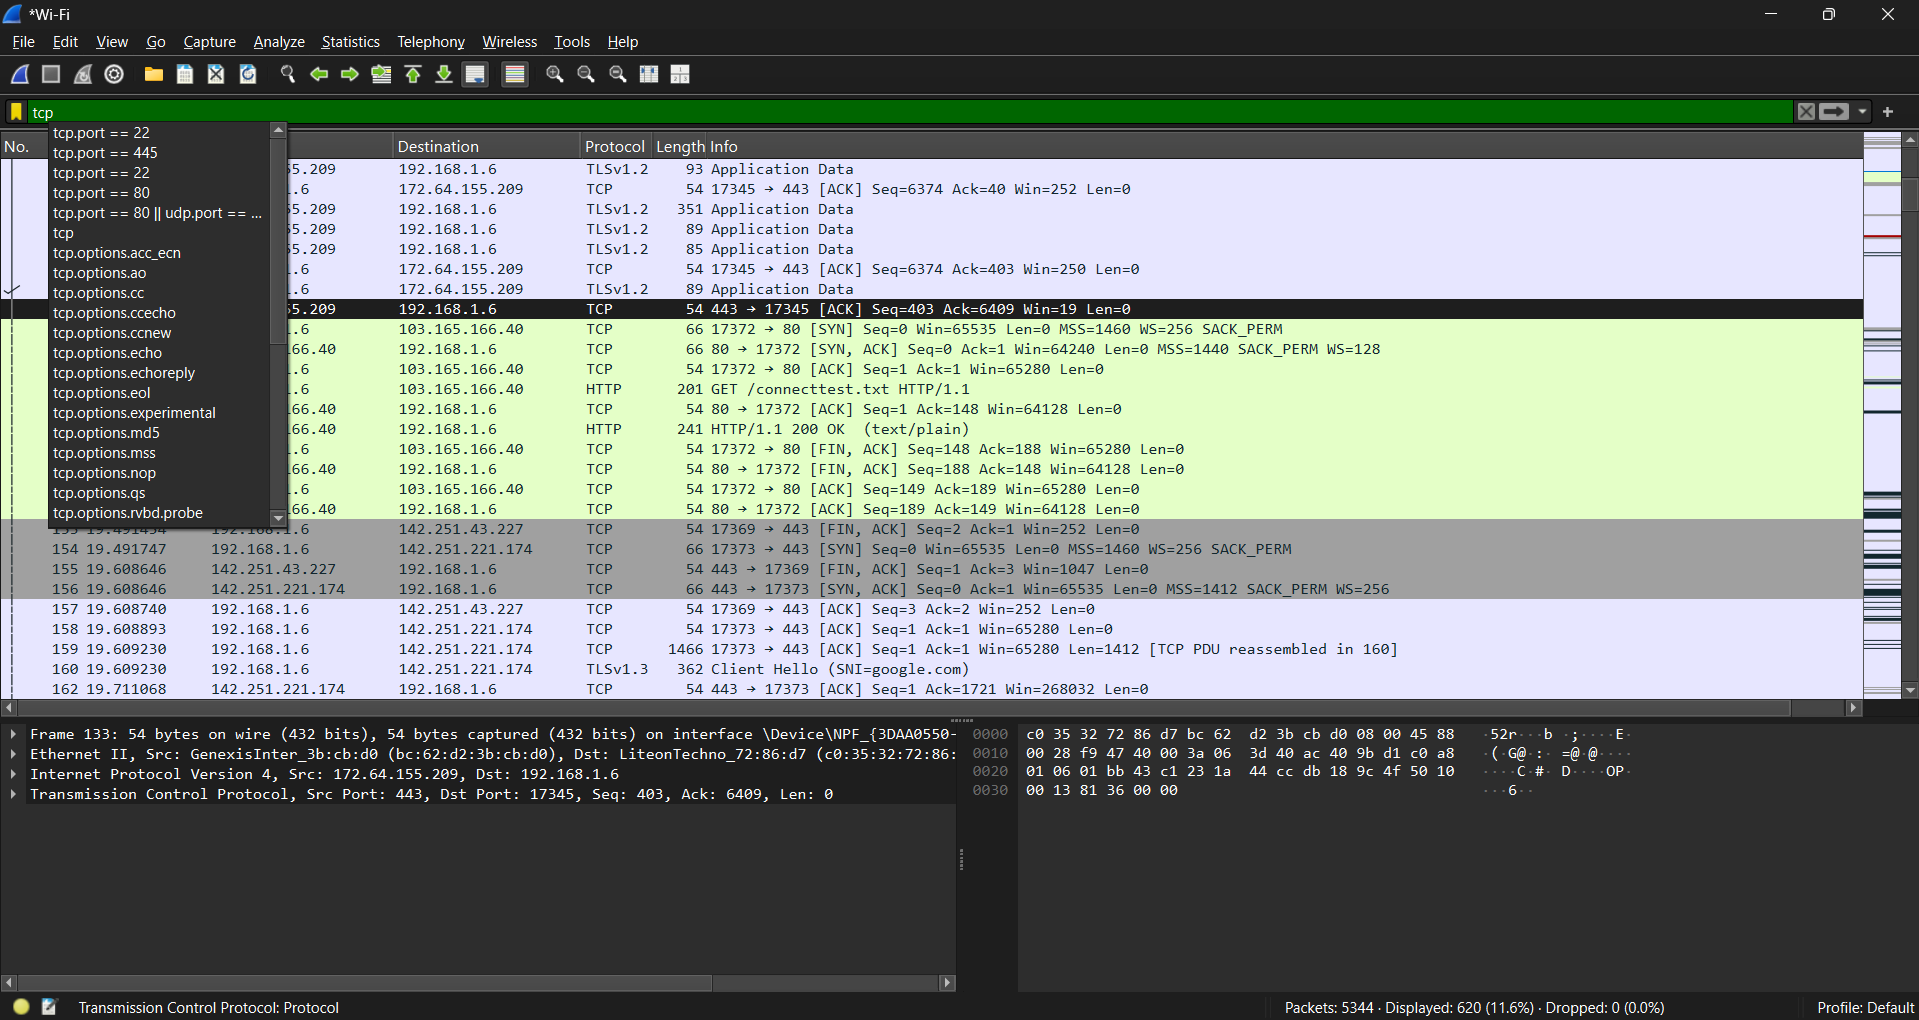 *Wi-Fi
File Edit View Go Capture Analyze Statistics Telephony Wireless Tools Help
tcp
No. Destination Protocol Length Info
tcp.port == 22
tcp.port == 445
tcp.port == 22
tcp.port == 80
tcp.port == 80 || udp.port == ...
tcp
tcp.options.acc_ecn
tcp.options.ao
tcp.options.cc
tcp.options.ccecho
tcp.options.ccnew
tcp.options.echo
tcp.options.echoreply
tcp.options.eol
tcp.options.experimental
tcp.options.md5
tcp.options.mss
tcp.options.nop
tcp.options.qs
tcp.options.rvbd.probe
55.209 192.168.1.6 TLSv1.2 93 Application Data
.6 172.64.155.209 TCP 54 17345 → 443 [ACK] Seq=6374 Ack=40 Win=252 Len=0
55.209 192.168.1.6 TLSv1.2 351 Application Data
55.209 192.168.1.6 TLSv1.2 89 Application Data
55.209 192.168.1.6 TLSv1.2 85 Application Data
.6 172.64.155.209 TCP 54 17345 → 443 [ACK] Seq=6374 Ack=403 Win=250 Len=0
.6 172.64.155.209 TLSv1.2 89 Application Data
55.209 192.168.1.6 TCP 54 443 → 17345 [ACK] Seq=403 Ack=6409 Win=19 Len=0
.6 103.165.166.40 TCP 66 17372 → 80 [SYN] Seq=0 Win=65535 Len=0 MSS=1460 WS=256 SACK_PERM
66.40 192.168.1.6 TCP 66 80 → 17372 [SYN, ACK] Seq=0 Ack=1 Win=64240 Len=0 MSS=1440 SACK_PERM WS=128
.6 103.165.166.40 TCP 54 17372 → 80 [ACK] Seq=1 Ack=1 Win=65280 Len=0
.6 103.165.166.40 HTTP 201 GET /connecttest.txt HTTP/1.1
66.40 192.168.1.6 TCP 54 80 → 17372 [ACK] Seq=1 Ack=148 Win=64128 Len=0
66.40 192.168.1.6 HTTP 241 HTTP/1.1 200 OK (text/plain)
.6 103.165.166.40 TCP 54 17372 → 80 [FIN, ACK] Seq=148 Ack=188 Win=65280 Len=0
66.40 192.168.1.6 TCP 54 80 → 17372 [FIN, ACK] Seq=188 Ack=148 Win=64128 Len=0
.6 103.165.166.40 TCP 54 17372 → 80 [ACK] Seq=149 Ack=189 Win=65280 Len=0
66.40 192.168.1.6 TCP 54 80 → 17372 [ACK] Seq=189 Ack=149 Win=64128 Len=0
142.251.43.227 TCP 54 17369 → 443 [FIN, ACK] Seq=2 Ack=1 Win=252 Len=0
154 19.491747 192.168.1.6 142.251.221.174 TCP 66 17373 → 443 [SYN] Seq=0 Win=65535 Len=0 MSS=1460 WS=256 SACK_PERM
155 19.608646 142.251.43.227 192.168.1.6 TCP 54 443 → 17369 [FIN, ACK] Seq=1 Ack=3 Win=1047 Len=0
156 19.608646 142.251.221.174 192.168.1.6 TCP 66 443 → 17373 [SYN, ACK] Seq=0 Ack=1 Win=65535 Len=0 MSS=1412 SACK_PERM WS=256
157 19.608740 192.168.1.6 142.251.43.227 TCP 54 17369 → 443 [ACK] Seq=3 Ack=2 Win=252 Len=0
158 19.608893 192.168.1.6 142.251.221.174 TCP 54 17373 → 443 [ACK] Seq=1 Ack=1 Win=65280 Len=0
159 19.609230 192.168.1.6 142.251.221.174 TCP 1466 17373 → 443 [ACK] Seq=1 Ack=1 Win=65280 Len=1412 [TCP PDU reassembled in 160]
160 19.609230 192.168.1.6 142.251.221.174 TLSv1.3 362 Client Hello (SNI=google.com)
162 19.711068 142.251.221.174 192.168.1.6 TCP 54 443 → 17373 [ACK] Seq=1 Ack=1721 Win=268032 Len=0
Frame 133: 54 bytes on wire (432 bits), 54 bytes captured (432 bits) on interface \Device\NPF_{3DAA0550-
Ethernet II, Src: GenexisInter_3b:cb:d0 (bc:62:d2:3b:cb:d0), Dst: LiteonTechno_72:86:d7 (c0:35:32:72:86:
Internet Protocol Version 4, Src: 172.64.155.209, Dst: 192.168.1.6
Transmission Control Protocol, Src Port: 443, Dst Port: 17345, Seq: 403, Ack: 6409, Len: 0
0000 c0 35 32 72 86 d7 bc 62 d2 3b cb d0 08 00 45 88 ·52r···b ·;····E·
0010 00 28 f9 47 40 00 3a 06 3d 40 ac 40 9b d1 c0 a8 ·(·G@·:· =@·@····
0020 01 06 01 bb 43 c1 23 1a 44 cc db 18 9c 4f 50 10 ····C·#· D····OP·
0030 00 13 81 36 00 00 ···6··
Transmission Control Protocol: Protocol
Packets: 5344 · Displayed: 620 (11.6%) · Dropped: 0 (0.0%)
Profile: Default